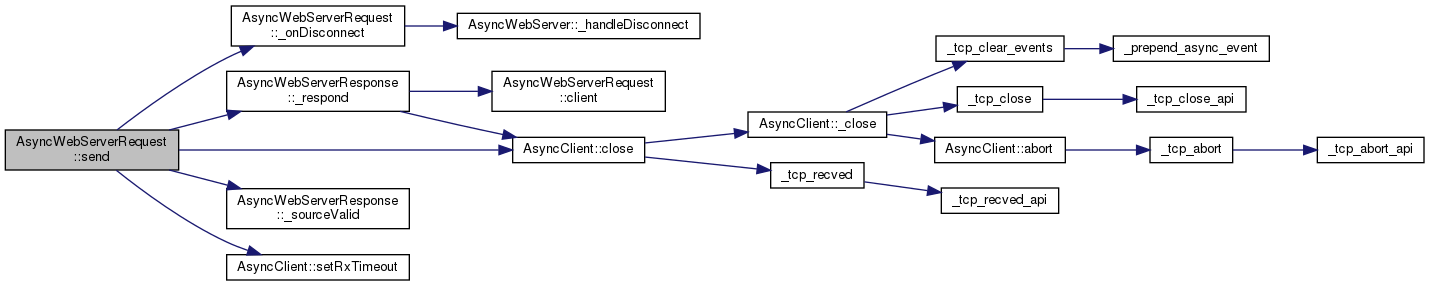 AsyncWebServerRequest
::send
AsyncWebServerRequest
::_onDisconnect
AsyncWebServer::_handleDisconnect
AsyncWebServerResponse
::_respond
AsyncWebServerRequest
::client
AsyncClient::close
AsyncClient::_close
_tcp_clear_events
_prepend_async_event
_tcp_close
_tcp_close_api
AsyncClient::abort
_tcp_abort
_tcp_abort_api
_tcp_recved
_tcp_recved_api
AsyncWebServerResponse
::_sourceValid
AsyncClient::setRxTimeout